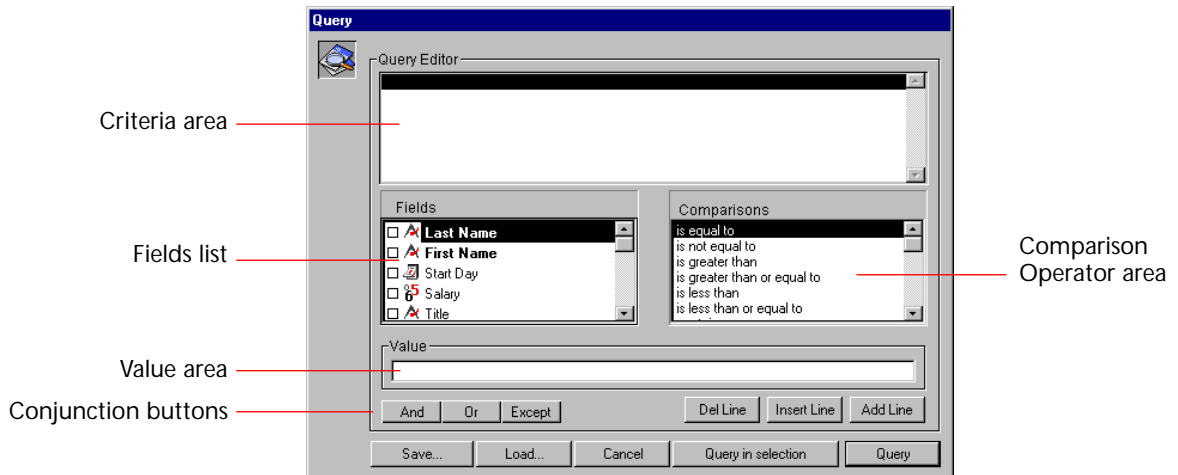 Query
Query Editor
Criteria area
Fields
Last Name
First Name
Start Day
Salary
Title
Fields list
Comparisons
is equal to
is not equal to
is greater than
is greater than or equal to
is less than
is less than or equal to
Comparison
Operator area
Value
Value area
Conjunction buttons
And Or Except Del Line Insert Line Add Line
Save... Load... Cancel Query in selection Query